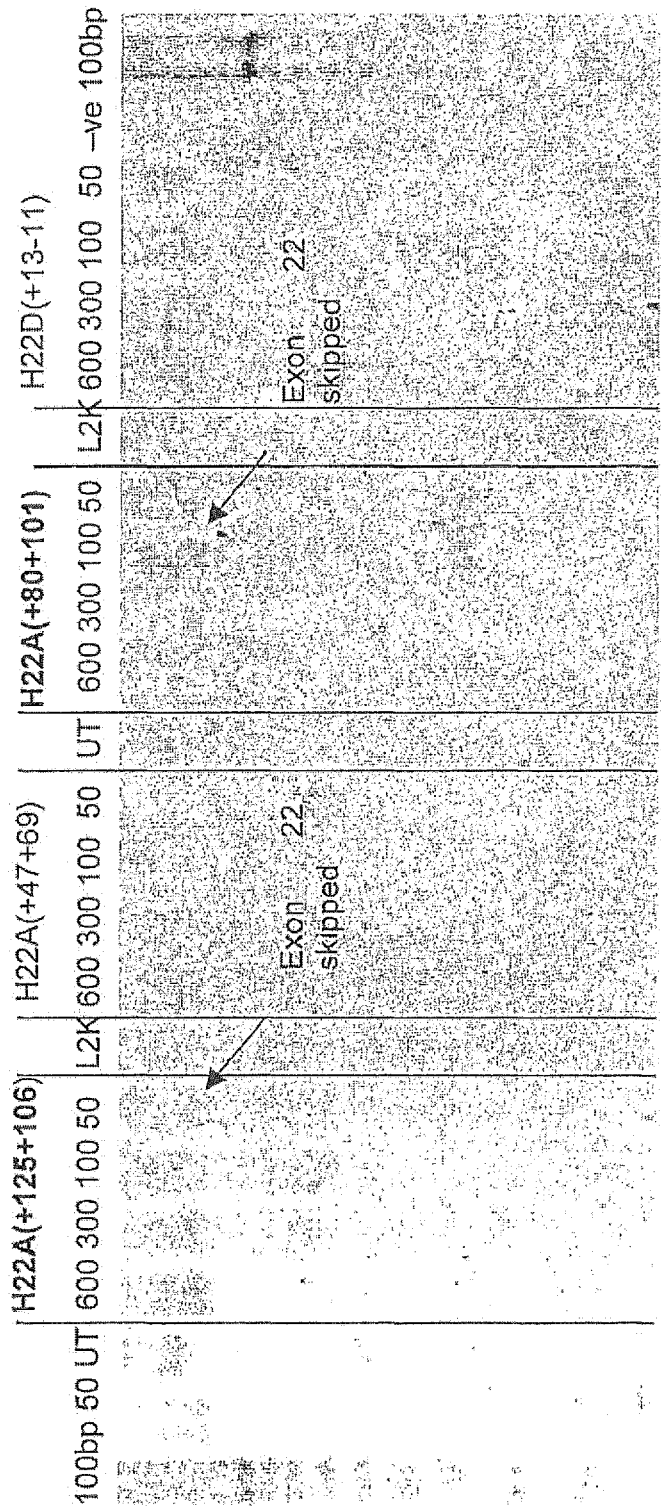 H22A(+125+106) H22A(+47+69) H22A(+80+101) H22D(+13-11)
100bp 50 UT 600 300 100 50 L2K 600 300 100 50 UT 600 300 100 50 L2K 600 300 100 50 –ve 100bp
Exon 22 Exon 22
skipped skipped